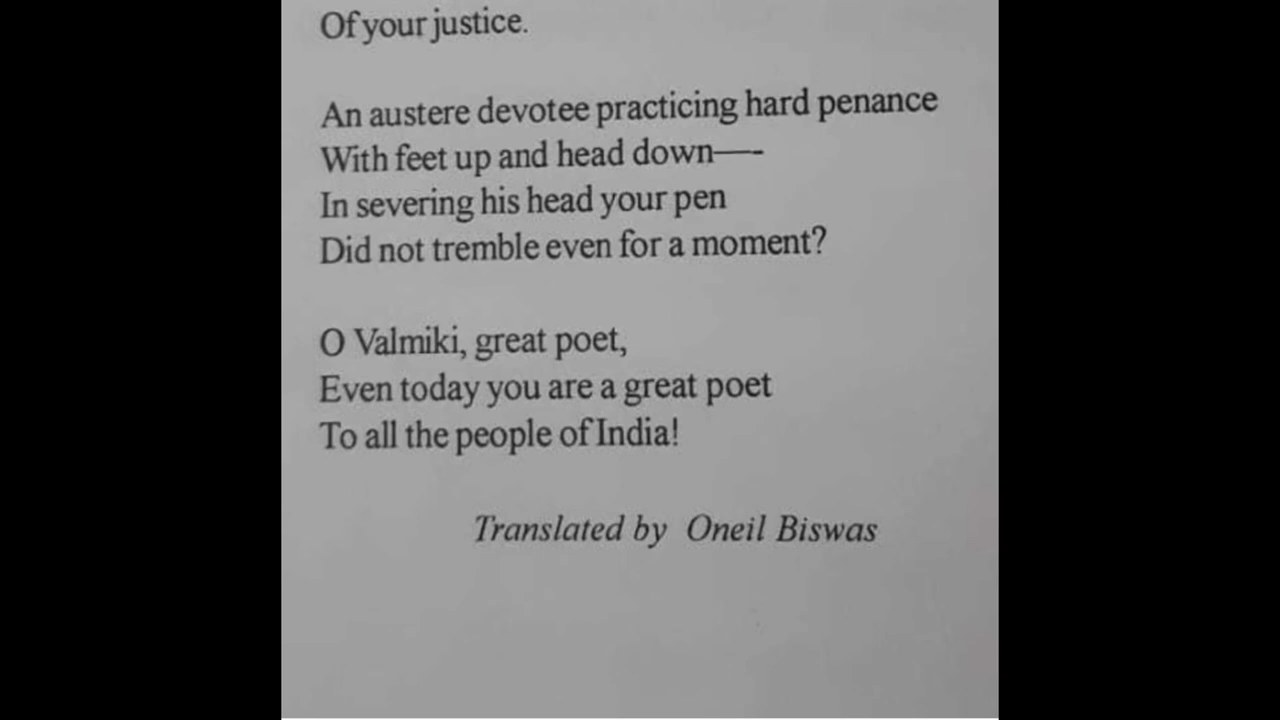 Of your justice.
An austere devotee practicing hard penance
With feet up and head down—-
In severing his head your pen
Did not tremble even for a moment?
O Valmiki, great poet,
Even today you are a great poet
To all the people of India!
Translated by Oneil Biswas